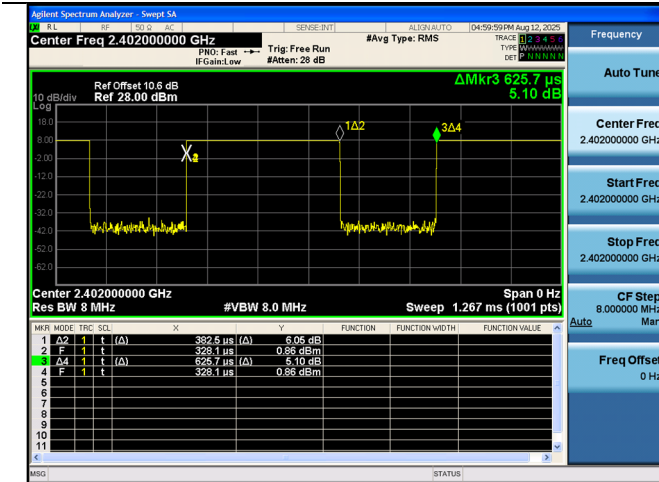 Agilent Spectrum Analyzer - Swept SA
RL RF 50 Ω AC SENSE:INT ALIGN AUTO 04:59:59 PM Aug 12, 2025
Center Freq 2.402000000 GHz
PNO: Fast
IFGain:Low
Trig: Free Run
#Atten: 28 dB
#Avg Type: RMS
TRACE 1 2 3 4 5 6
TYPE
DET P N N N N N
Frequency
Ref Offset 10.6 dB
10 dB/div Ref 28.00 dBm
Log
ΔMkr3 625.7 µs
5.10 dB
18.0
8.00
-2.00
-12.0
-22.0
-32.0
-42.0
-52.0
-62.0
1Δ2
3Δ4
Center 2.402000000 GHz Span 0 Hz
Res BW 8 MHz #VBW 8.0 MHz Sweep 1.267 ms (1001 pts)
MKR MODE TRC SCL X Y FUNCTION FUNCTION WIDTH FUNCTION VALUE
1 Δ2 1 t (Δ) 382.5 µs (Δ) 6.05 dB
2 F 1 t 328.1 µs 0.86 dBm
3 Δ4 1 t (Δ) 625.7 µs (Δ) 5.10 dB
4 F 1 t 328.1 µs 0.86 dBm
5
6
7
8
9
10
11
MSG STATUS
Auto Tune
Center Freq
2.402000000 GHz
Start Freq
2.402000000 GHz
Stop Freq
2.402000000 GHz
CF Step
8.000000 MHz
Auto Man
Freq Offset
0 Hz